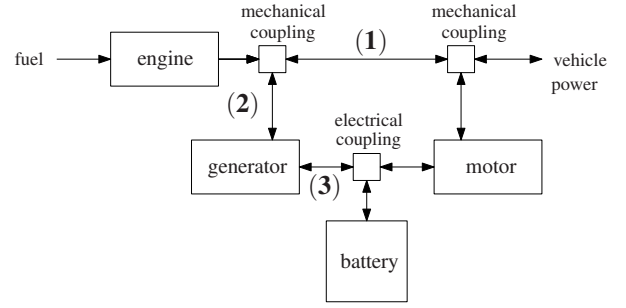 mechanical
coupling
mechanical
coupling
(1)
fuel
engine
vehicle
power
(2)
electrical
coupling
generator
(3)
motor
battery